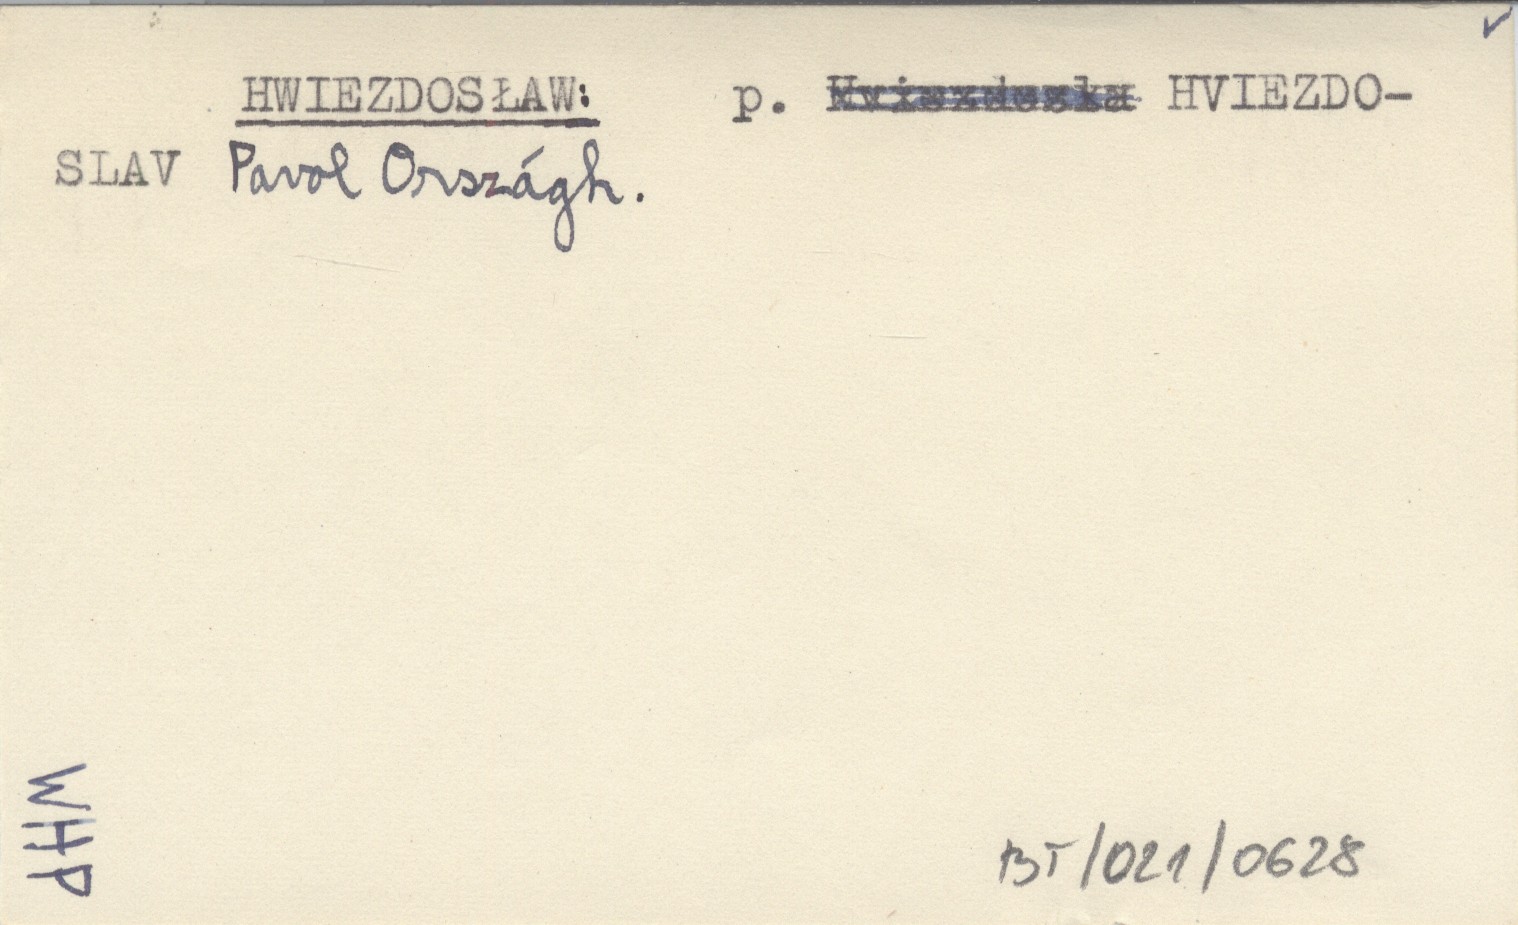 HWIEZDOSŁAW: p. HVIEZDO-
SLAV Pavol Országh.
WHP
BT/021/0628